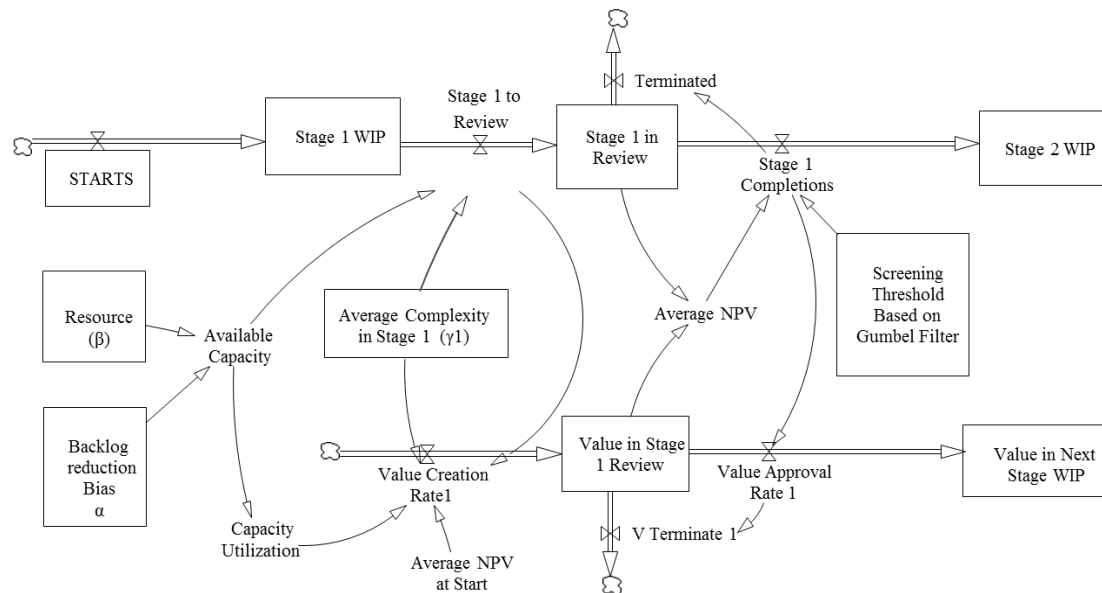 Terminated
Stage 1 to
Review
Stage 1 WIP
Stage 1 in
Review
Stage 2 WIP
STARTS
Stage 1
Completions
Resource
(β)
Available
Capacity
Average Complexity
in Stage 1 (γ1)
Average NPV
Screening
Threshold
Based on
Gumbel Filter
Backlog
reduction
Bias
α
Value in Stage
1 Review
Value in Next
Stage WIP
Value Creation
Rate1
Value Approval
Rate 1
Capacity
Utilization
V Terminate 1
Average NPV
at Start